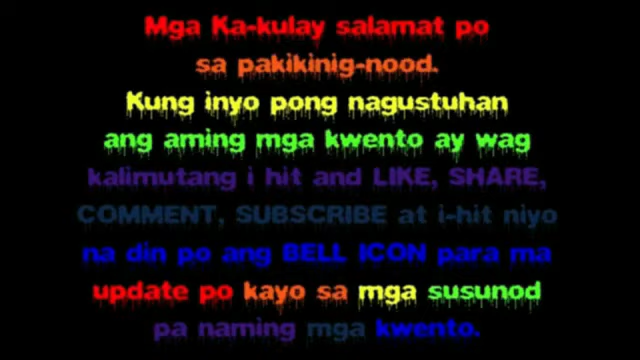 Mga Ka-kulay salamat po
sa pakikinig-nood.
Kung inyo pong nagustuhan
ang aming mga kwento ay wag
kalimutang i hit and LIKE, SHARE,
COMMENT, SUBSCRIBE at i-hit niyo
na din po ang BELL ICON para ma
update po kayo sa mga susunod
pa naming mga kwento.